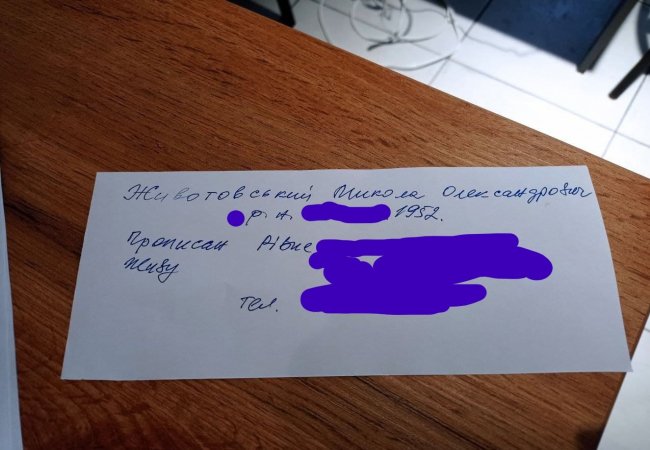 Животовський Микола Олександрович
р. н. 1952.
Прописан Рівне
живу
тел.